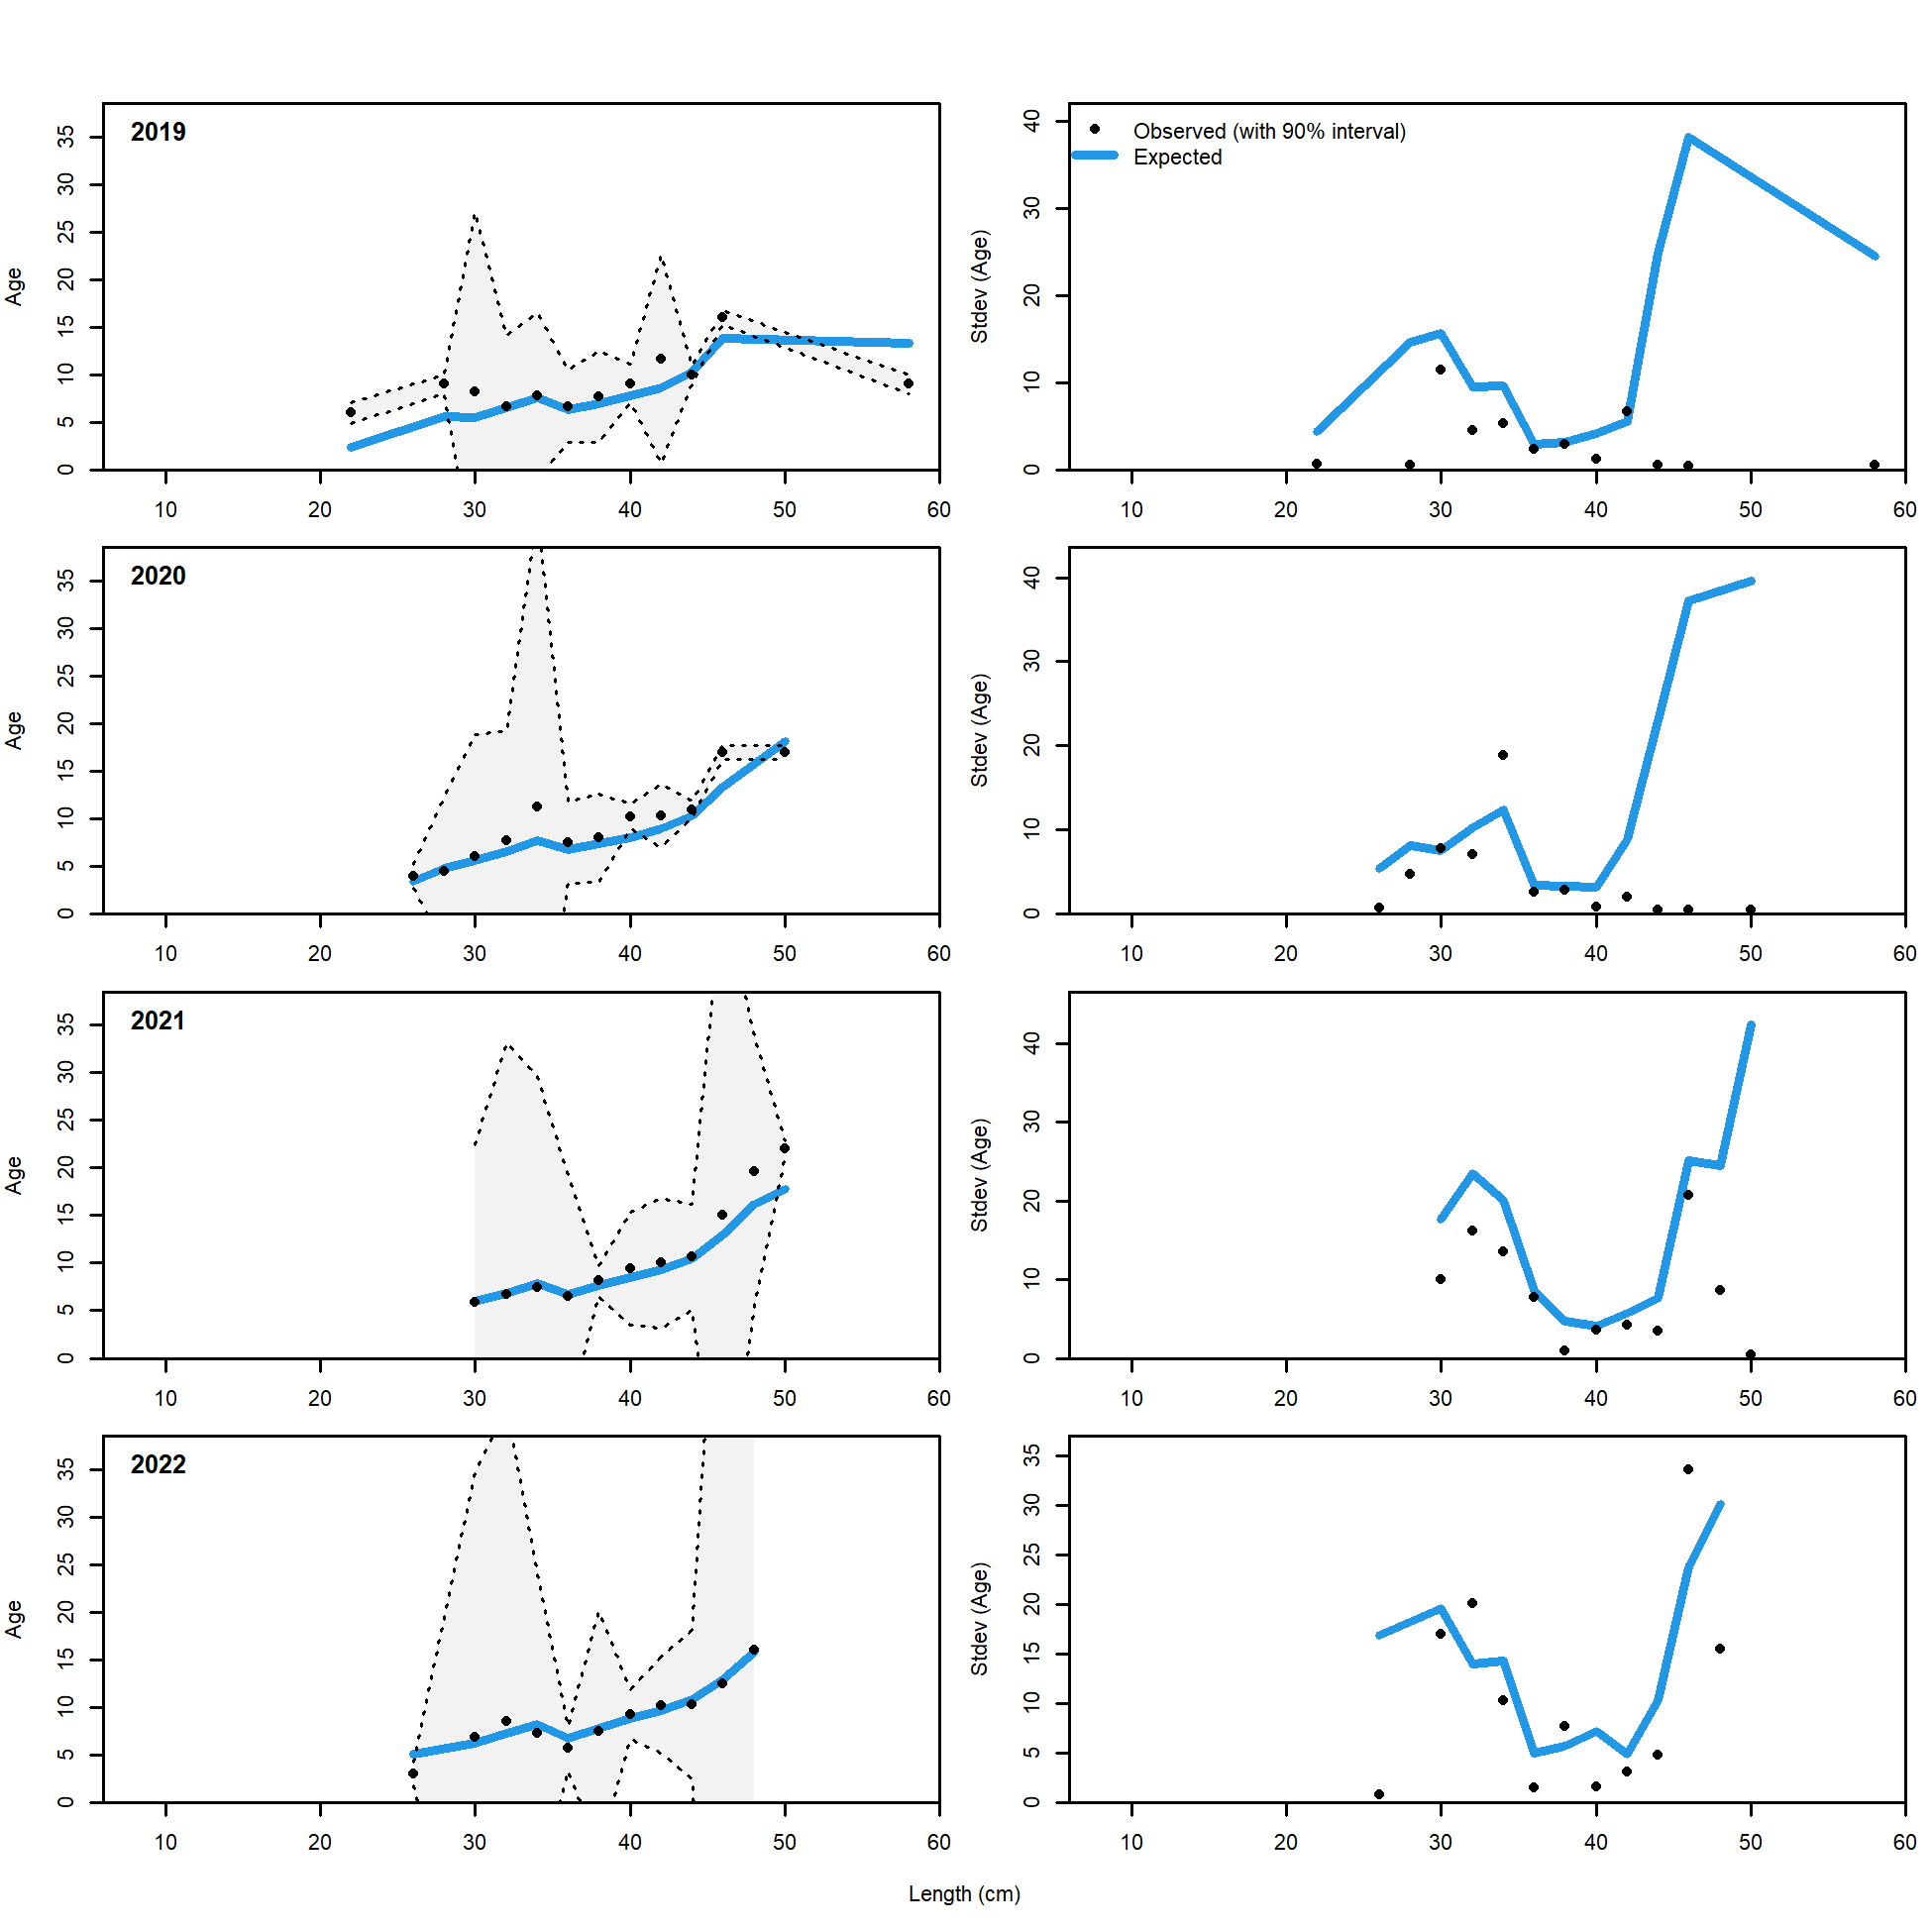 2019
Age
0 5 10 15 20 25 30 35
10 20 30 40 50 60
Observed (with 90% interval)
Expected
Stdev (Age)
0 10 20 30 40
10 20 30 40 50 60
2020
Age
0 5 10 15 20 25 30 35
10 20 30 40 50 60
Stdev (Age)
0 10 20 30 40
10 20 30 40 50 60
2021
Age
0 5 10 15 20 25 30 35
10 20 30 40 50 60
Stdev (Age)
0 10 20 30 40
10 20 30 40 50 60
2022
Age
0 5 10 15 20 25 30 35
10 20 30 40 50 60
Stdev (Age)
0 5 10 15 20 25 30 35
10 20 30 40 50 60
Length (cm)